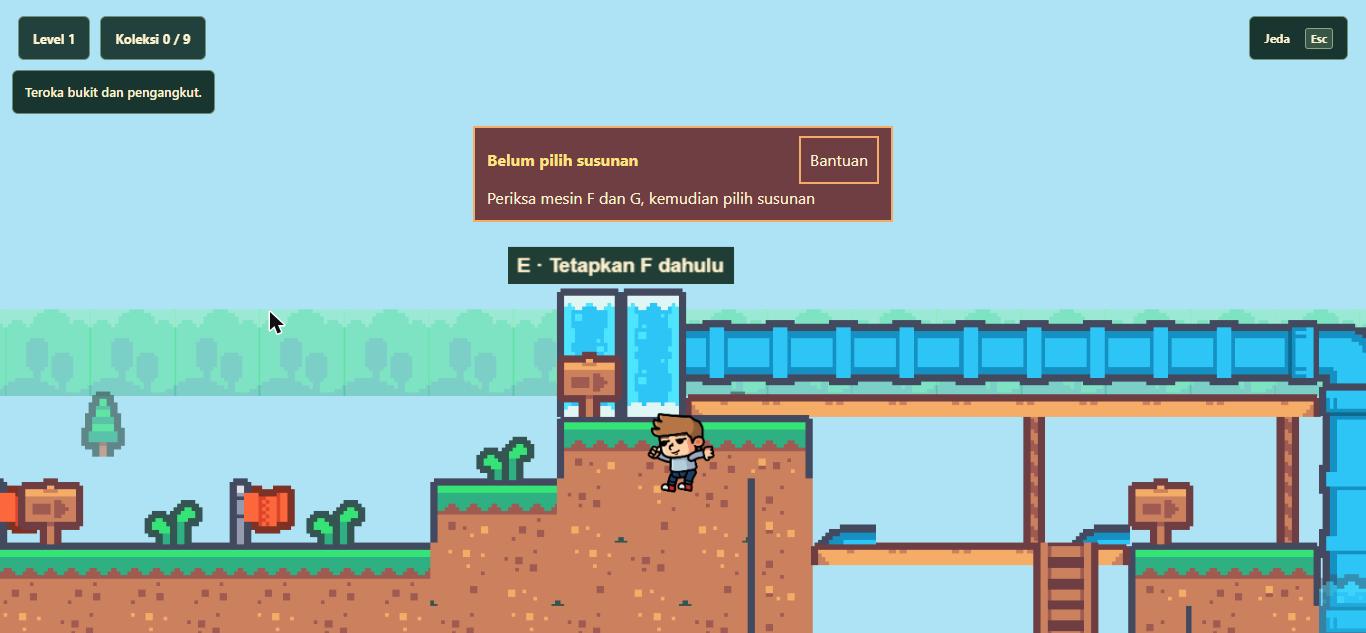 Level 1
Koleksi 0 / 9
Jeda Esc
Teroka bukit dan pengangkut.
Belum pilih susunan
Bantuan
Periksa mesin F dan G, kemudian pilih susunan
E · Tetapkan F dahulu